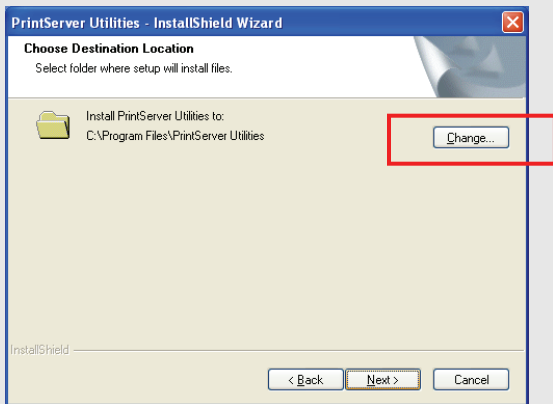 PrintServer Utilities - InstallShield Wizard
Choose Destination Location
Select folder where setup will install files.
Install PrintServer Utilities to:
C:\Program Files\PrintServer Utilities
Change...
InstallShield
< Back
Next >
Cancel